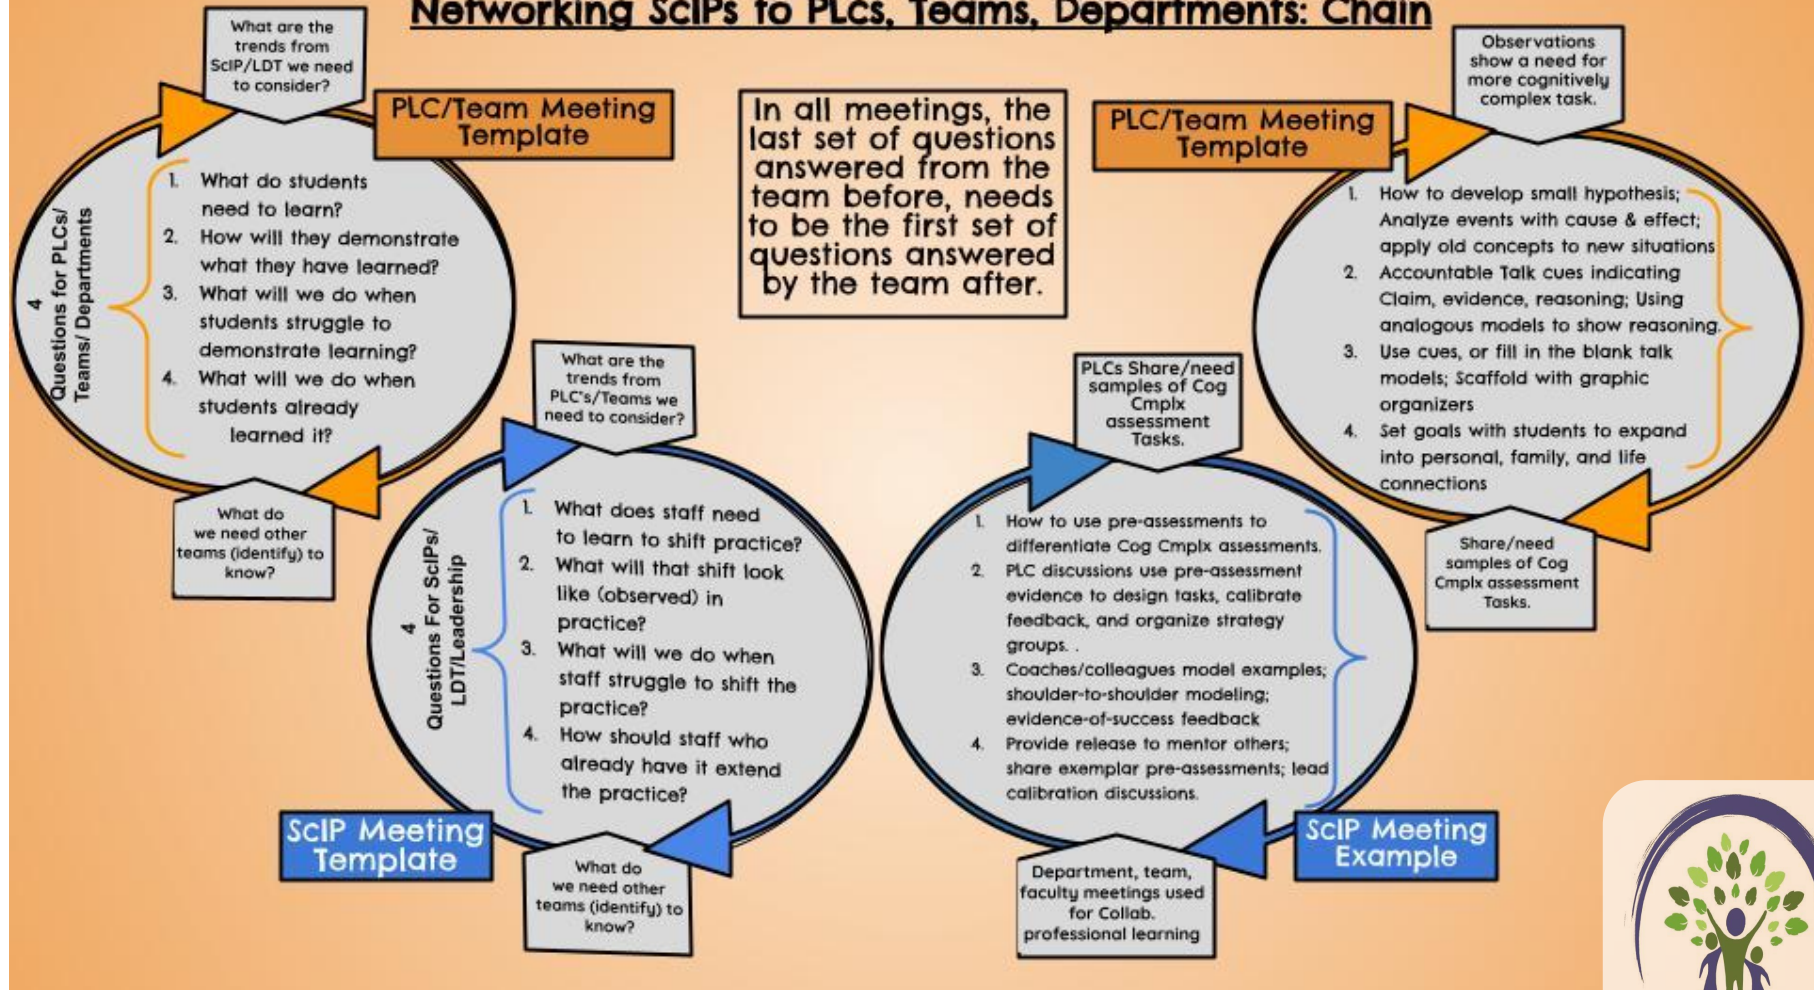 Networking ScIPs to PLCs, Teams, Departments: Chain
What are the
trends from
ScIP/LDT we need
to consider?
PLC/Team Meeting
Template
4
Questions for PLCs/
Teams/ Departments
1. What do students
need to learn?
2. How will they demonstrate
what they have learned?
3. What will we do when
students struggle to
demonstrate learning?
4. What will we do when
students already
learned it?
What do
we need other
teams (identify) to
know?
In all meetings, the
last set of questions
answered from the
team before, needs
to be the first set of
questions answered
by the team after.
What are the
trends from
PLC's/Teams we
need to consider?
4
Questions For ScIPs/
LDT/Leadership
1. What does staff need
to learn to shift practice?
2. What will that shift look
like (observed) in
practice?
3. What will we do when
staff struggle to shift the
practice?
4. How should staff who
already have it extend
the practice?
ScIP Meeting
Template
What do
we need other
teams (identify) to
know?
PLCs Share/need
samples of Cog
Cmplx
assessment
Tasks.
1. How to use pre-assessments to
differentiate Cog Cmplx assessments.
2. PLC discussions use pre-assessment
evidence to design tasks, calibrate
feedback, and organize strategy
groups. .
3. Coaches/colleagues model examples;
shoulder-to-shoulder modeling;
evidence-of-success feedback
4. Provide release to mentor others;
share exemplar pre-assessments; lead
calibration discussions.
ScIP Meeting
Example
Department, team,
faculty meetings used
for Collab.
professional learning
PLC/Team Meeting
Template
Observations
show a need for
more cognitively
complex task.
1. How to develop small hypothesis;
Analyze events with cause & effect;
apply old concepts to new situations
2. Accountable Talk cues indicating
Claim, evidence, reasoning; Using
analogous models to show reasoning.
3. Use cues, or fill in the blank talk
models; Scaffold with graphic
organizers
4. Set goals with students to expand
into personal, family, and life
connections
Share/need
samples of Cog
Cmplx assessment
Tasks.